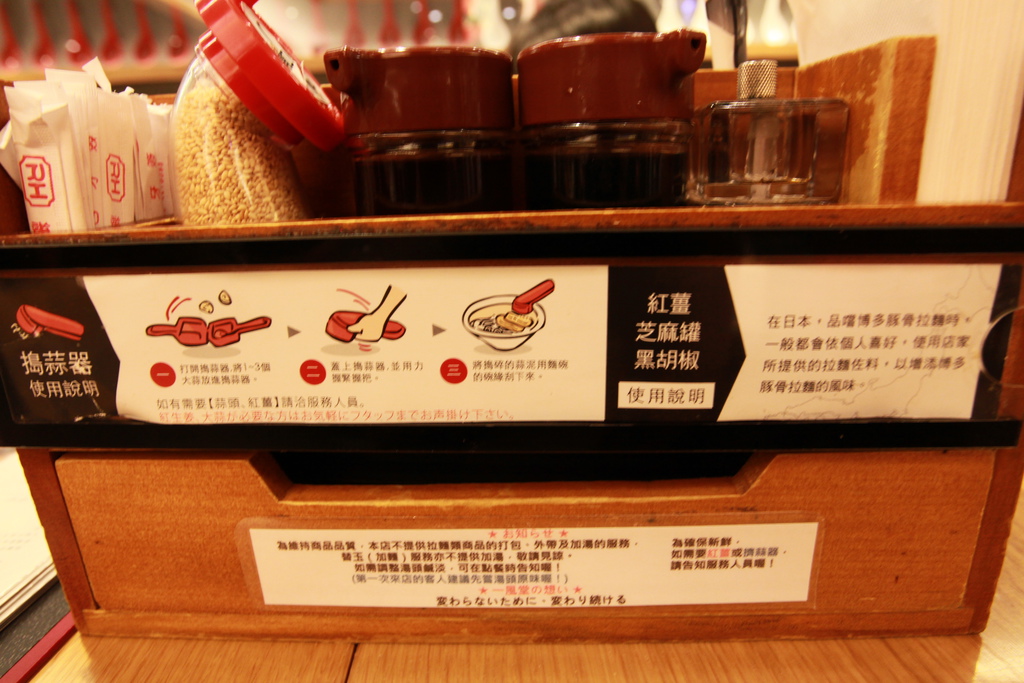 搗蒜器
使用說明
一
打開搗蒜器,將1~3個
大蒜放進搗蒜器。
二
蓋上搗蒜器,並用力
握緊握把。
三
將搗碎的蒜泥用麵碗
的碗緣刮下來。
如有需要【蒜頭、紅薑】請洽服務人員。
紅生姜、大蒜が必要な方はお気軽にフタッフまでお声掛け下さい。
紅薑
芝麻罐
黑胡椒
使用說明
在日本,品嚐博多豚骨拉麵時,
一般都會依個人喜好,使用店家
所提供的拉麵佐料,以增添博多
豚骨拉麵的風味。
★お知らせ★
為維持商品品質,本店不提供拉麵類商品的打包、外帶及加湯的服務,
替玉(加麵)服務亦不提供加湯,敬請見諒。
如需調整湯頭鹹淡,可在點餐時告知喔!
(第一次來店的客人建議先嘗湯頭原味喔!)
★一風堂の想い★
変わらないために、変わり続ける
為確保新鮮,
如需要紅薑或擠蒜器,
請告知服務人員喔!